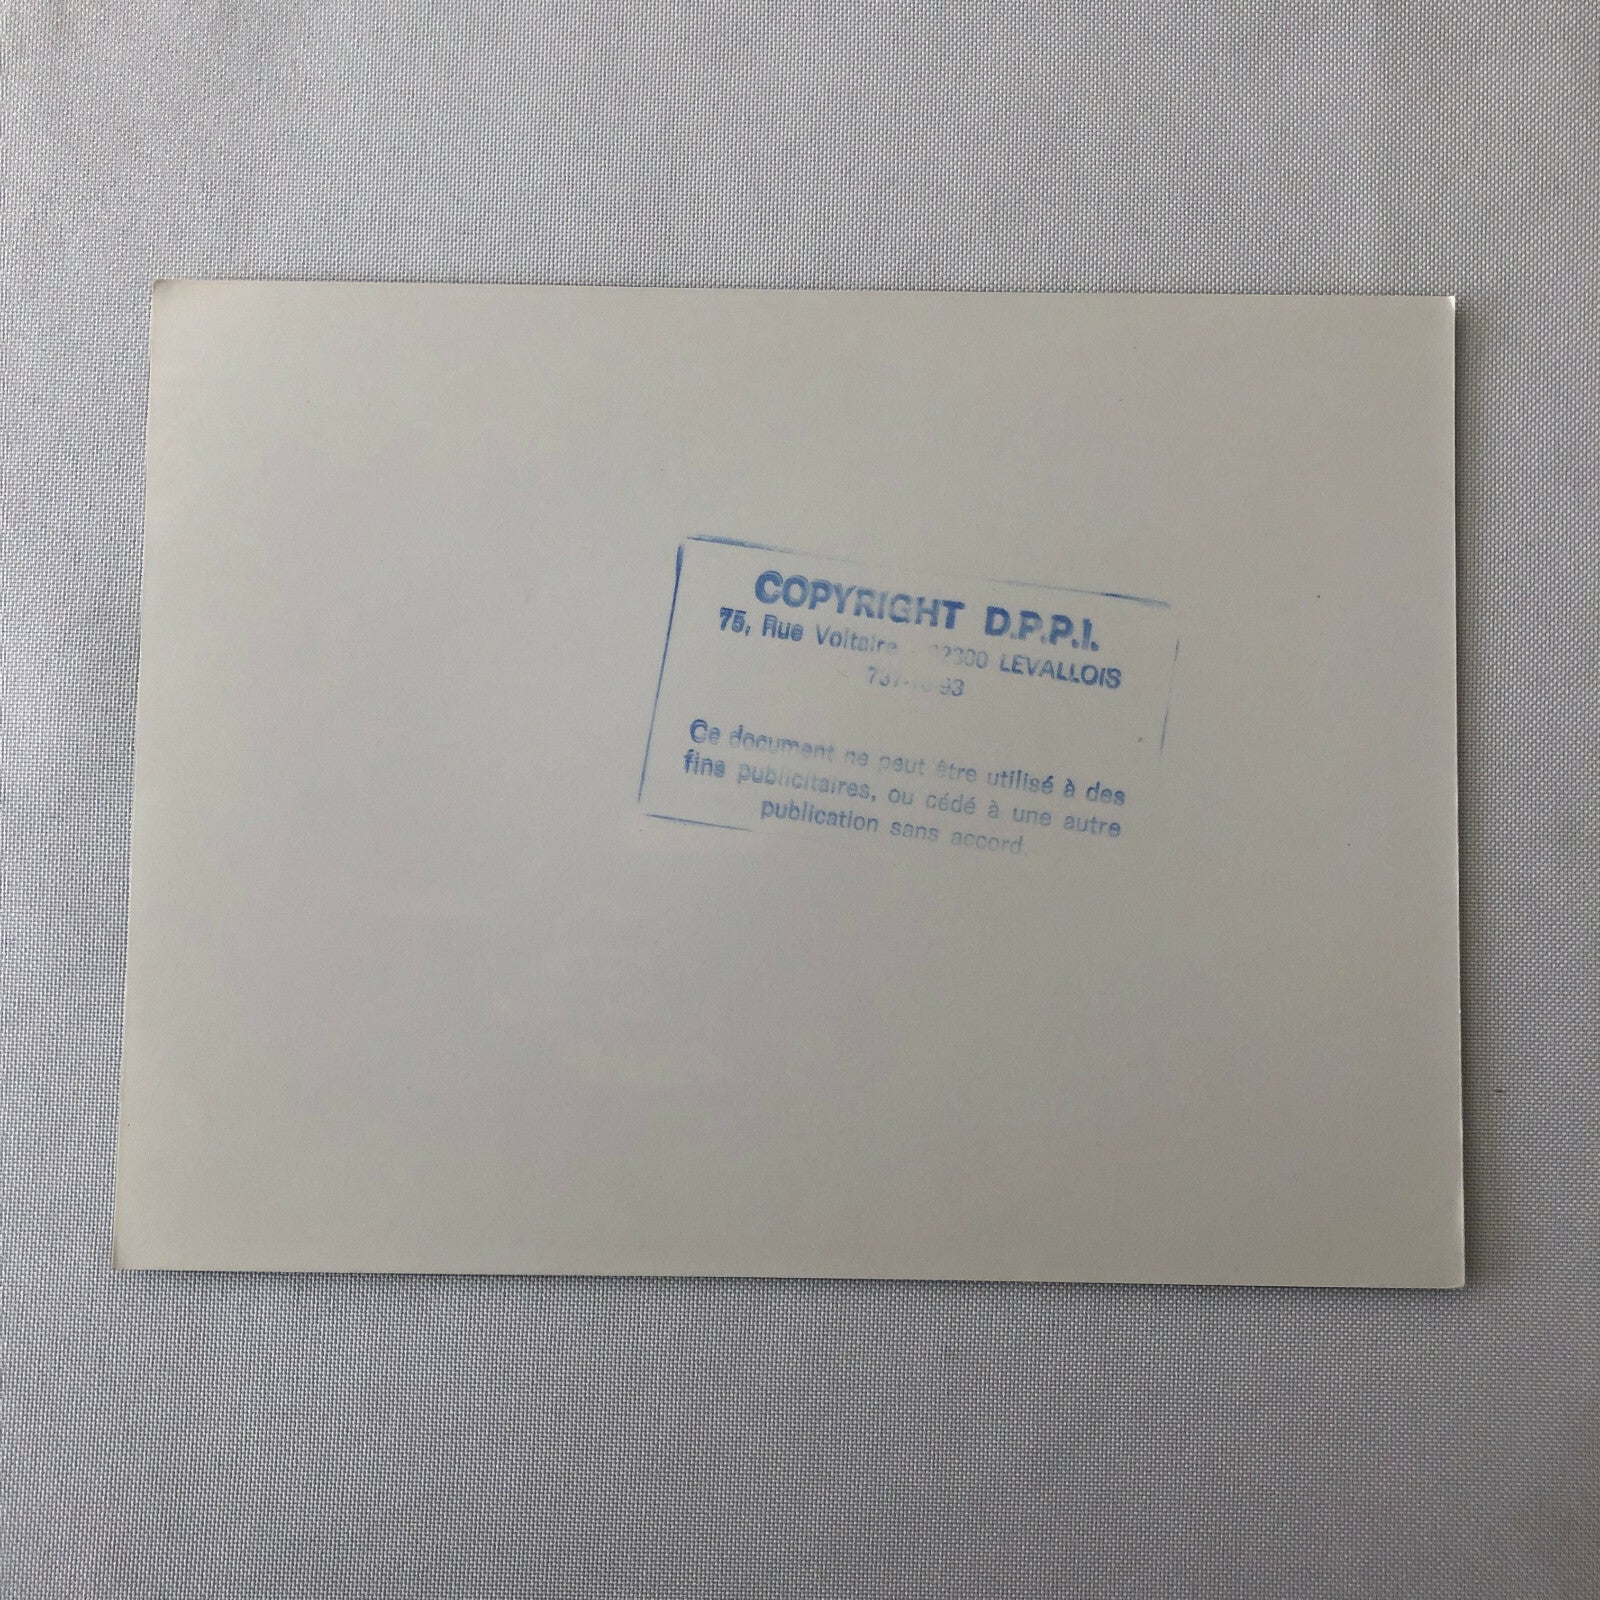 COPYRIGHT D.P.P.I.
75, Rue Voltaire 92300 LEVALLOIS
Ce document ne peut être utilisé à des
fins publicitaires, ou cédé à une autre
publication sans accord.